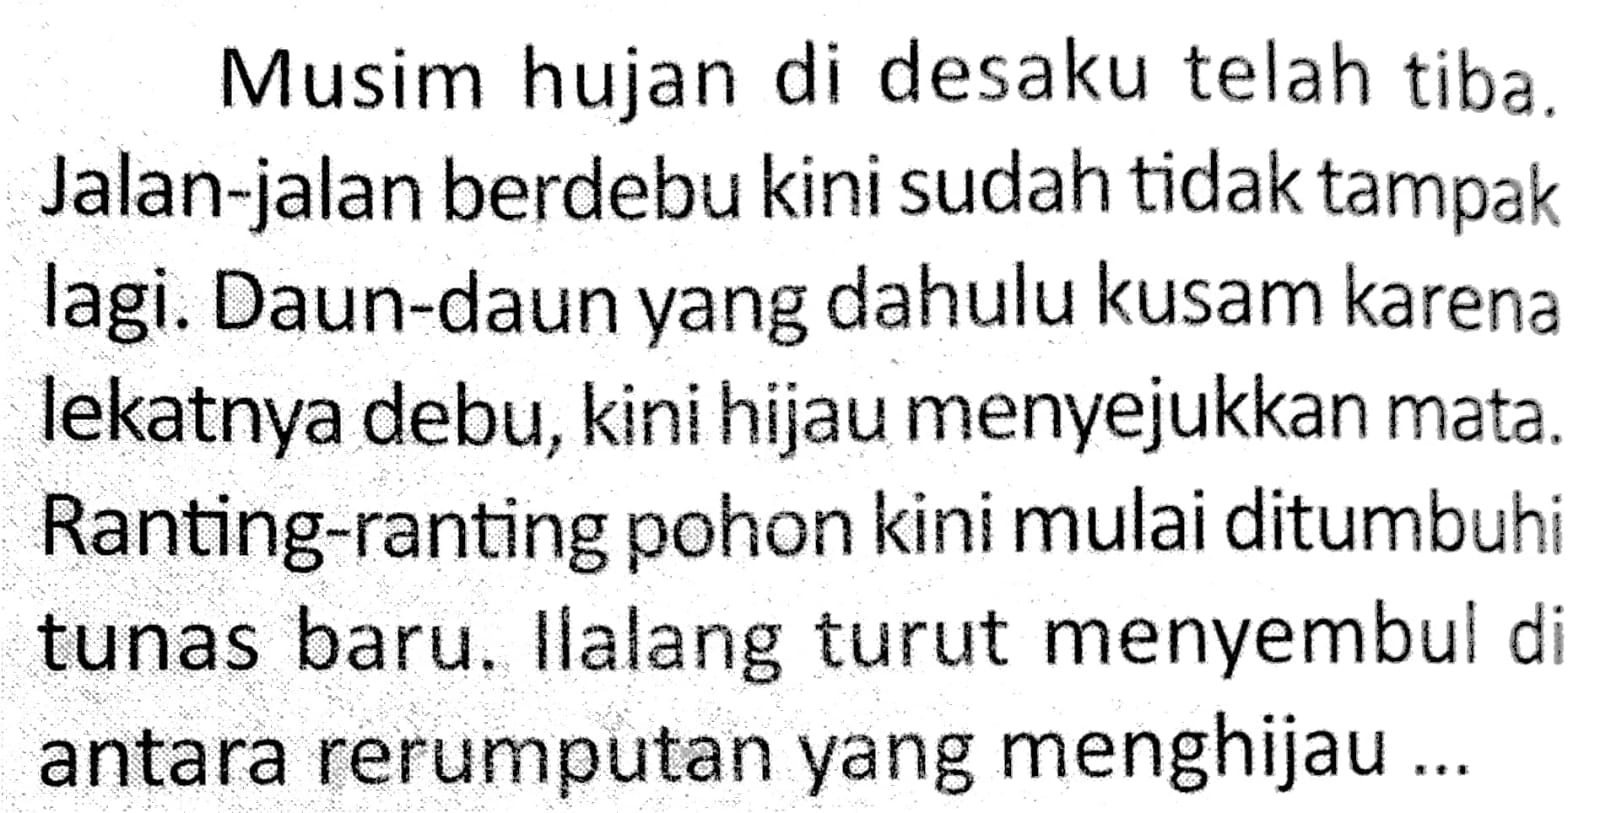 Musim hujan di desaku telah tiba.
Jalan-jalan berdebu kini sudah tidak tampak
lagi. Daun-daun yang dahulu kusam karena
lekatnya debu, kini hijau menyejukkan mata.
Ranting-ranting pohon kini mulai ditumbuhi
tunas baru. Ilalang turut menyembul di
antara rerumputan yang menghijau ...